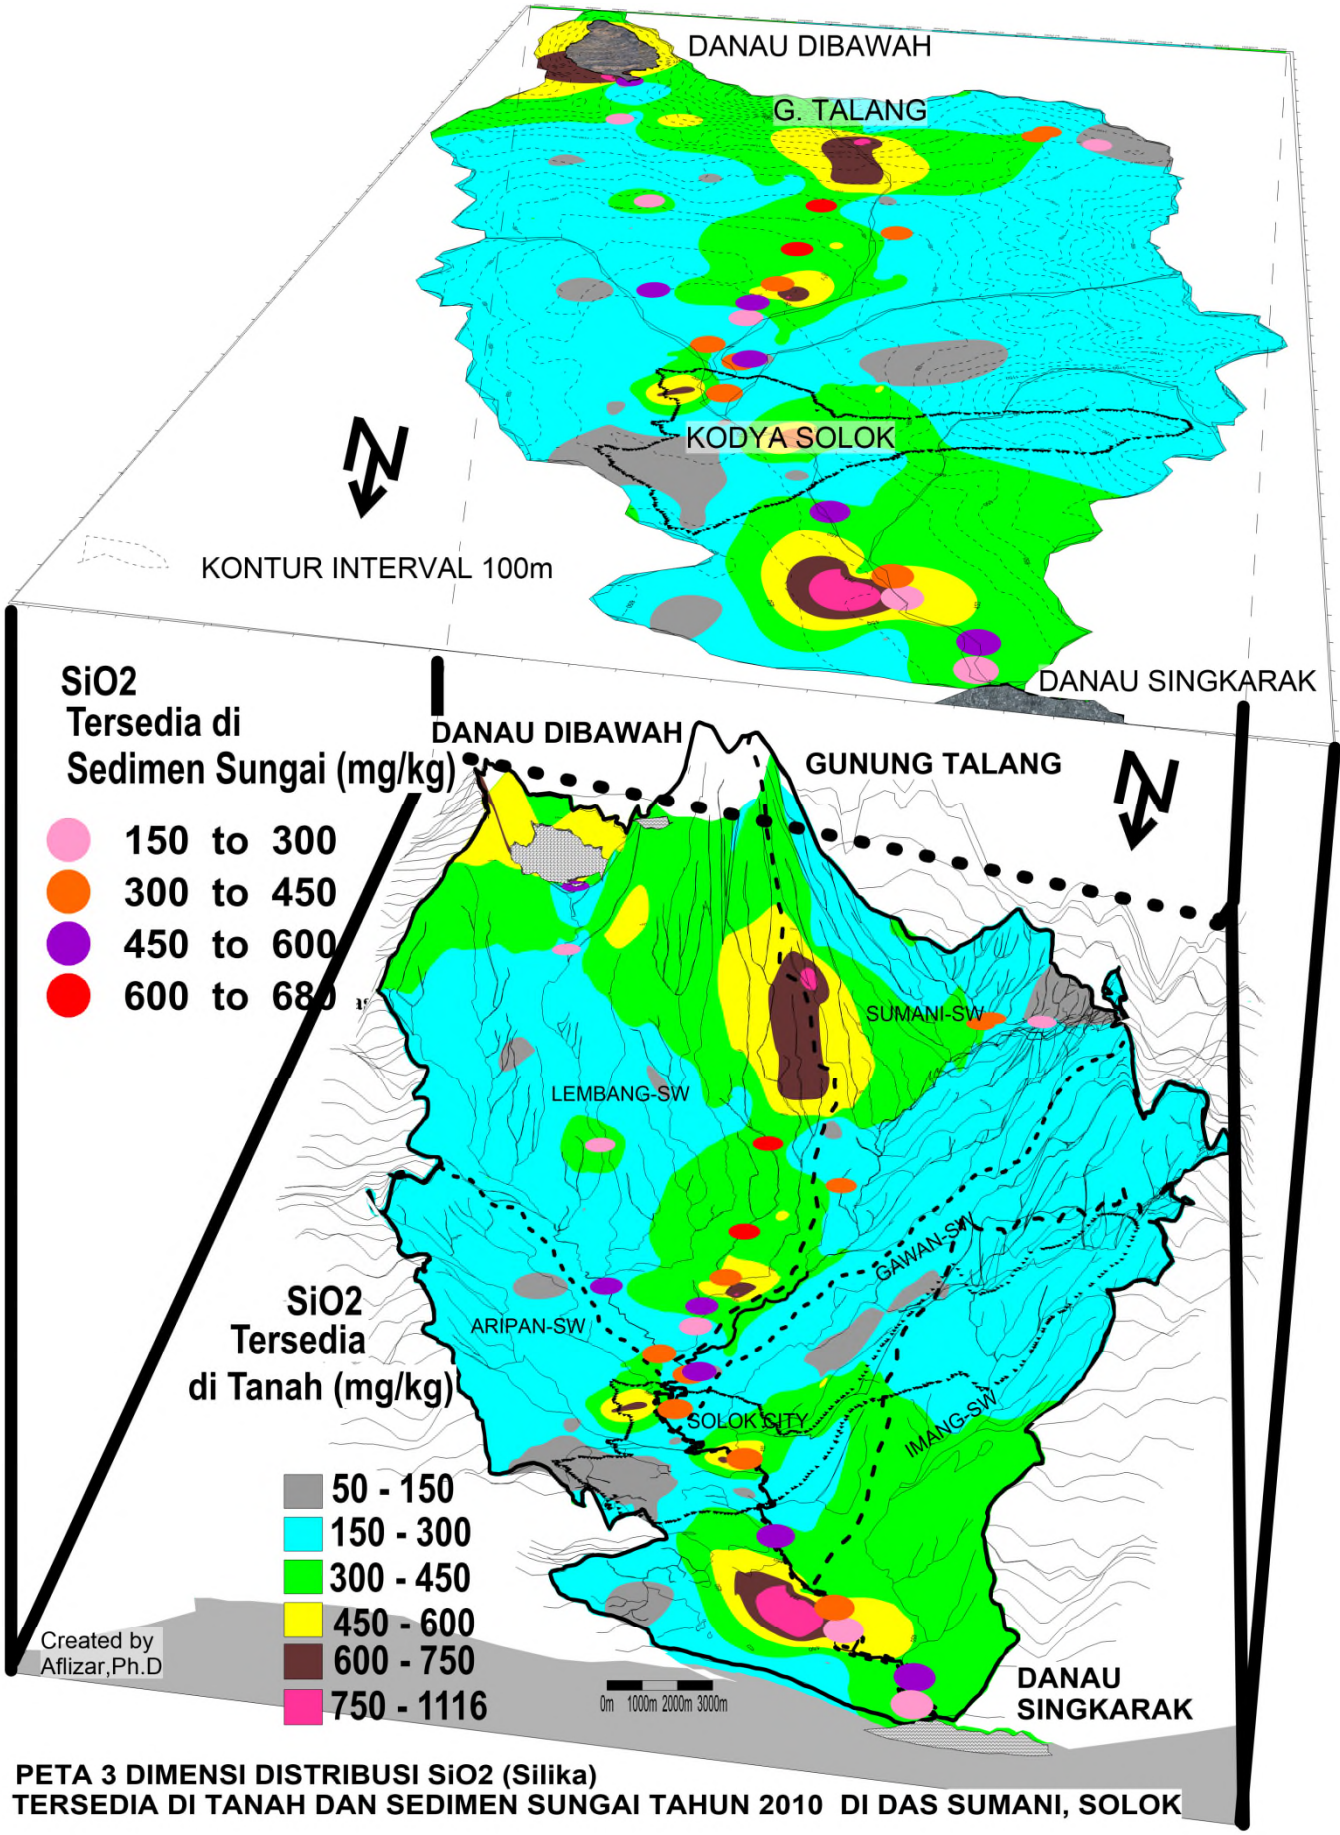 DANAU DIBAWAH
G. TALANG
KODYA SOLOK
KONTUR INTERVAL 100m
DANAU SINGKARAK
SiO2
Tersedia di
Sedimen Sungai (mg/kg)
150 to 300
300 to 450
450 to 600
600 to 680
DANAU DIBAWAH
GUNUNG TALANG
SUMANI-SW
LEMBANG-SW
GAWAN-SW
ARIPAN-SW
SOLOK CITY
IMANG-SW
SiO2
Tersedia
di Tanah (mg/kg)
50 - 150
150 - 300
300 - 450
450 - 600
600 - 750
750 - 1116
Created by
Aflizar,Ph.D
0m 1000m 2000m 3000m
DANAU
SINGKARAK
PETA 3 DIMENSI DISTRIBUSI SiO2 (Silika)
TERSEDIA DI TANAH DAN SEDIMEN SUNGAI TAHUN 2010 DI DAS SUMANI, SOLOK